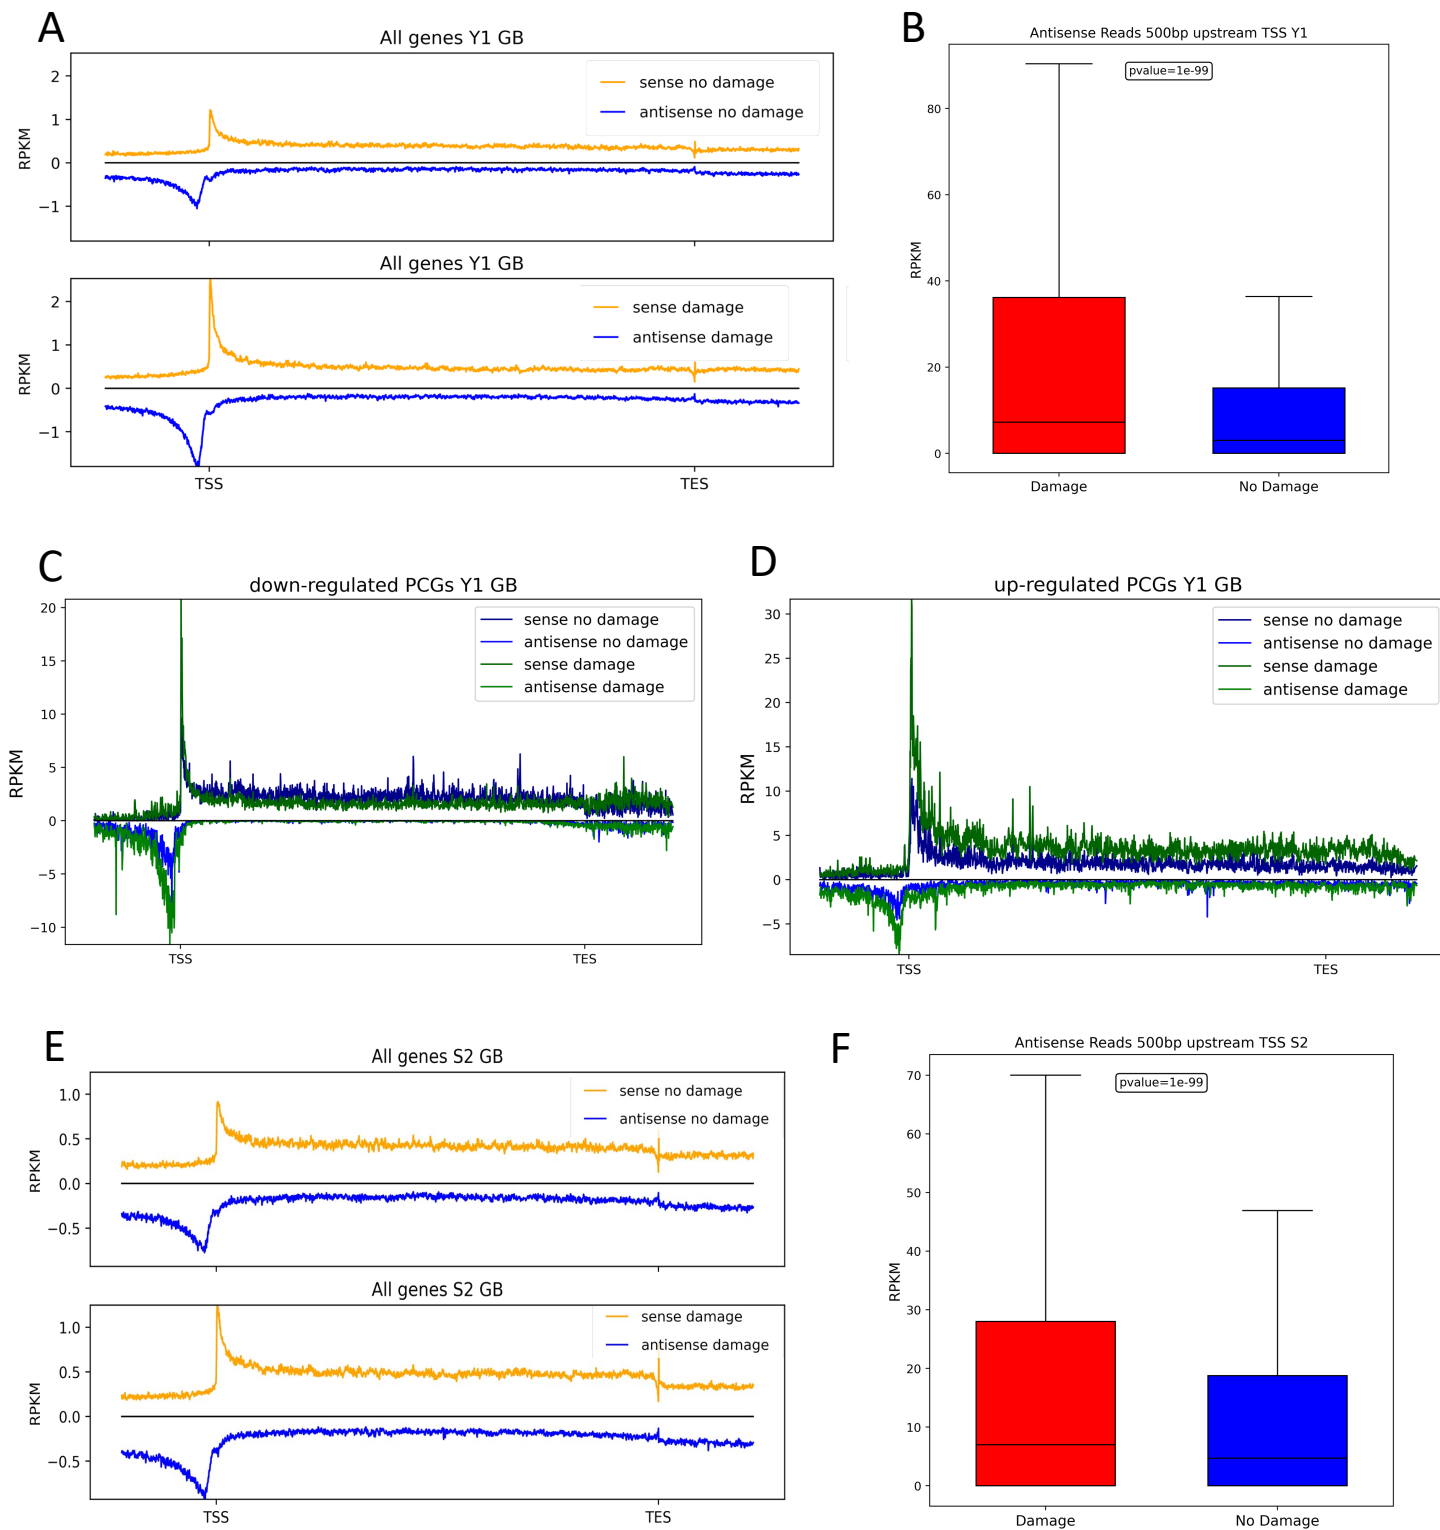 A
All genes Y1 GB
2
1
0
−1
RPKM
sense no damage
antisense no damage
All genes Y1 GB
2
1
0
−1
RPKM
sense damage
antisense damage
TSS
TES
B
Antisense Reads 500bp upstream TSS Y1
pvalue=1e-99
80
60
40
20
0
RPKM
Damage
No Damage
C
down-regulated PCGs Y1 GB
20
15
10
5
0
−5
−10
RPKM
sense no damage
antisense no damage
sense damage
antisense damage
TSS
TES
D
up-regulated PCGs Y1 GB
30
25
20
15
10
5
0
−5
RPKM
sense no damage
antisense no damage
sense damage
antisense damage
TSS
TES
E
All genes S2 GB
1.0
0.5
0.0
−0.5
RPKM
sense no damage
antisense no damage
All genes S2 GB
1.0
0.5
0.0
−0.5
RPKM
sense damage
antisense damage
TSS
TES
F
Antisense Reads 500bp upstream TSS S2
pvalue=1e-99
70
60
50
40
30
20
10
0
RPKM
Damage
No Damage